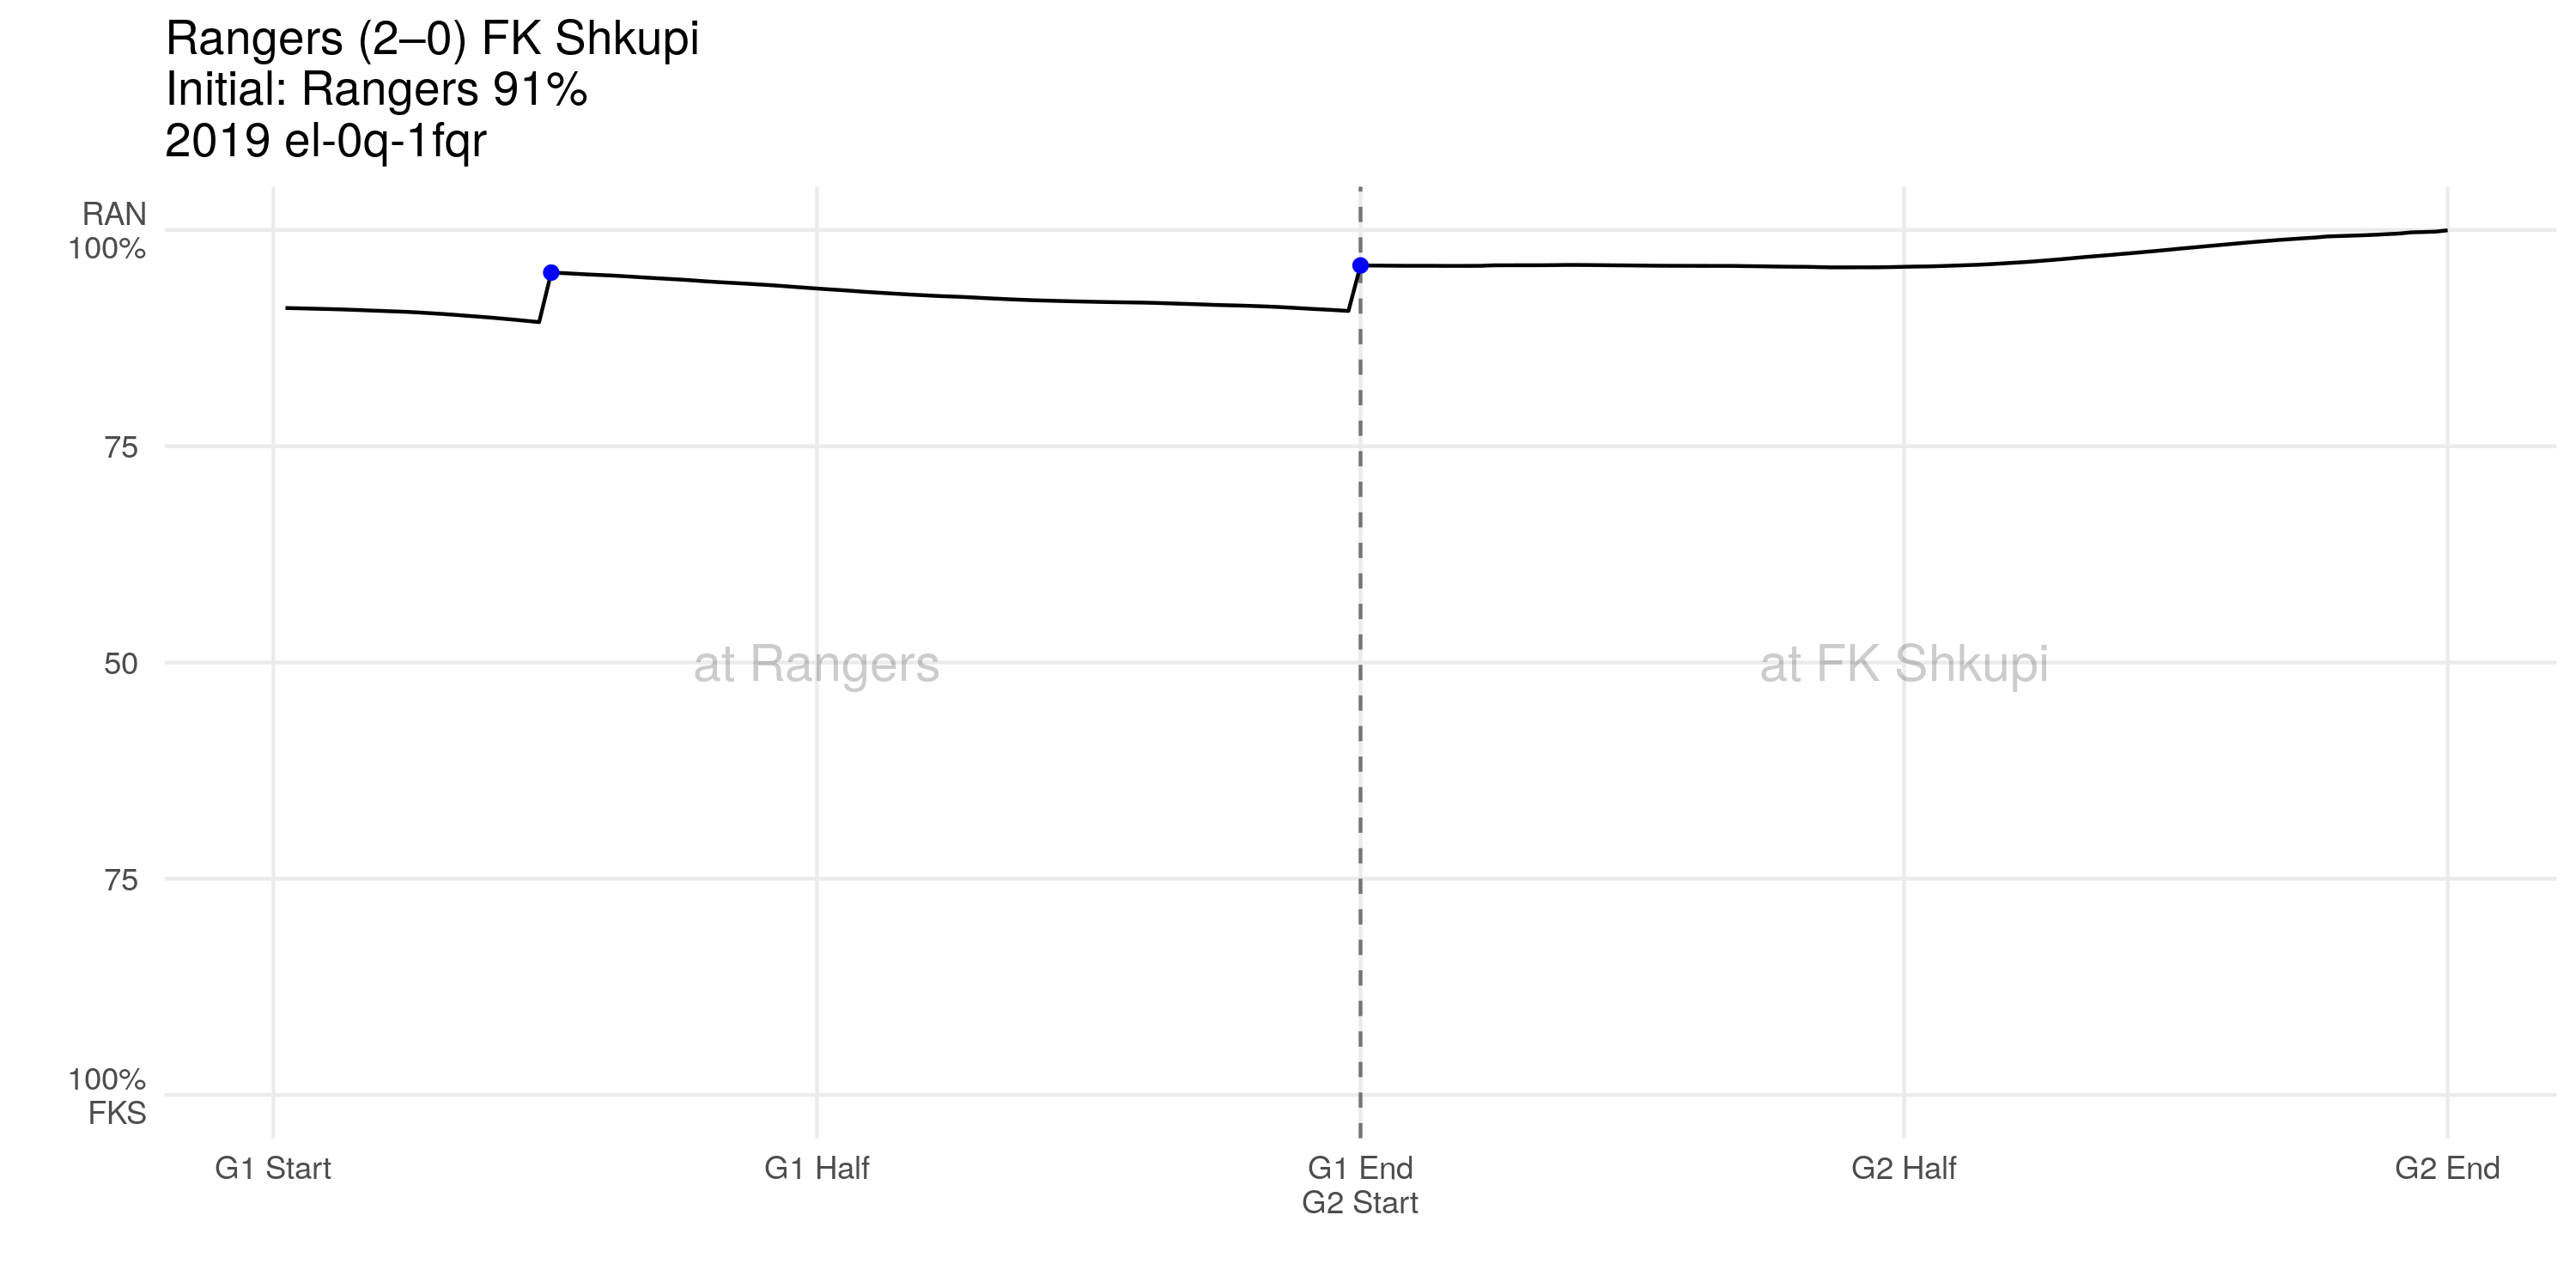 Rangers (2–0) FK Shkupi
Initial: Rangers 91%
2019 el-0q-1fqr
RAN
100%
75
50
75
100%
FKS
at Rangers
at FK Shkupi
G1 Start
G1 Half
G1 End
G2 Start
G2 Half
G2 End